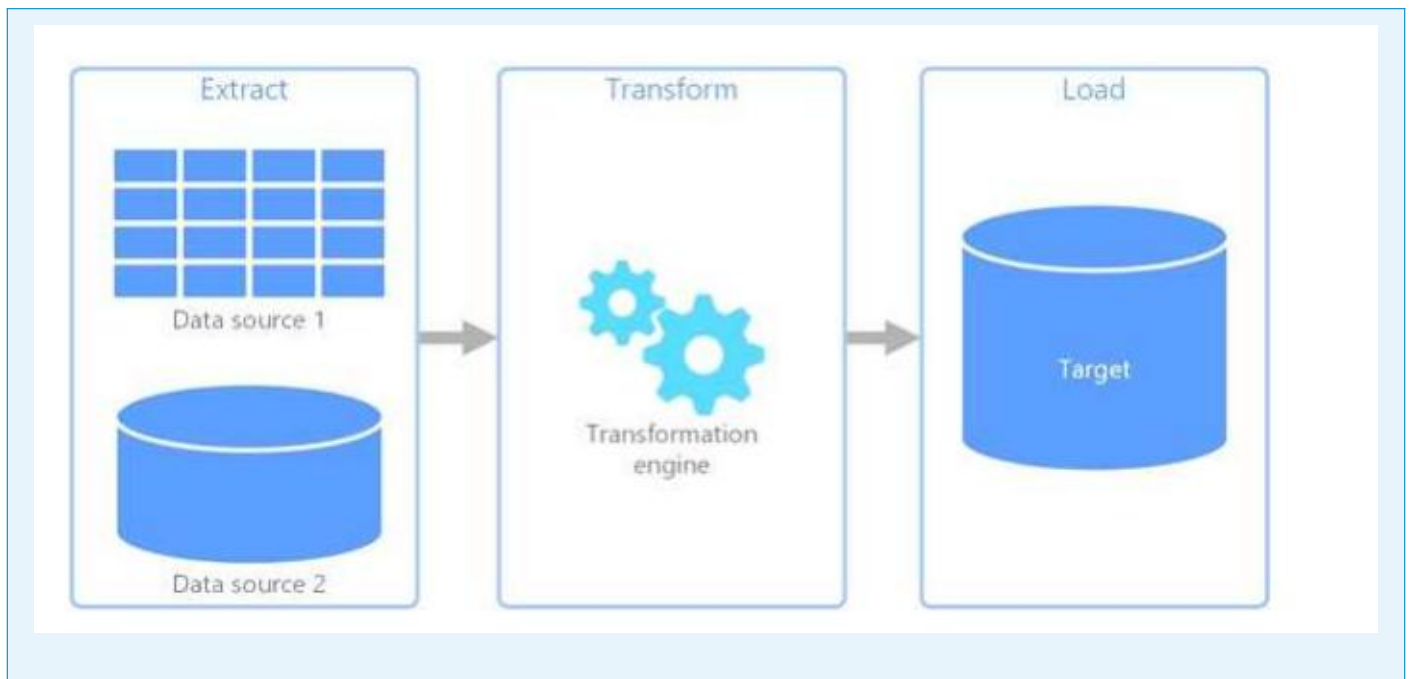 Extract
Data source 1
Data source 2
Transform
Transformation
engine
Load
Target